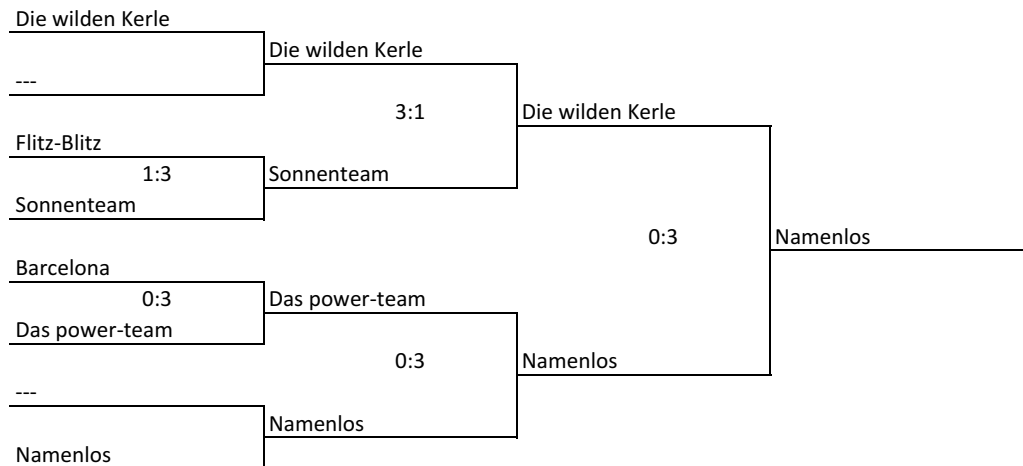 Die wilden Kerle
Die wilden Kerle
---
3:1
Die wilden Kerle
Flitz-Blitz
1:3
Sonnenteam
Sonnenteam
0:3
Namenlos
Barcelona
0:3
Das power-team
Das power-team
0:3
Namenlos
---
Namenlos
Namenlos